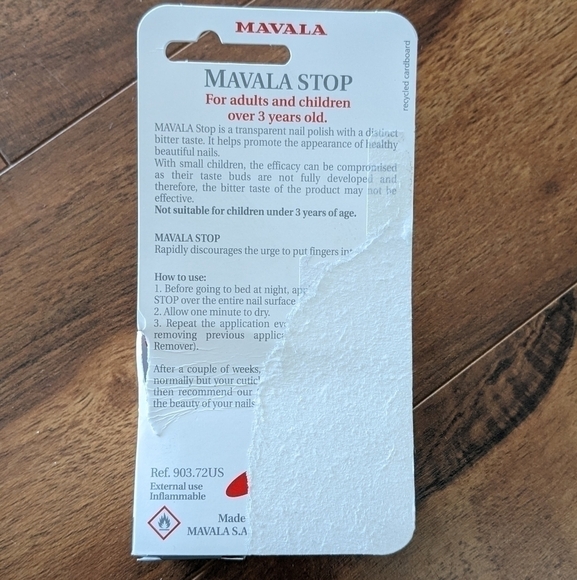 MAVALA
recycled cardboard
MAVALA STOP
For adults and children
over 3 years old.
MAVALA Stop is a transparent nail polish with a distinct
bitter taste. It helps promote the appearance of healthy
beautiful nails.
With small children, the efficacy can be compromised
as their taste buds are not fully developed and
therefore, the bitter taste of the product may not be
effective.
Not suitable for children under 3 years of age.
MAVALA STOP
Rapidly discourages the urge to put fingers
How to use:
1. Before going to bed at night,
STOP over the entire nail surface
2. Allow one minute to dry.
3. Repeat the application
removing previous
Remover).
After a couple of weeks,
normally but your
then recommend our
the beauty of your nails
Ref. 903.72US
External use
Inflammable
Made
MAVALA S.A